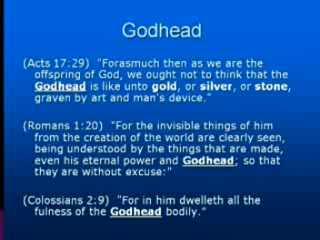 Godhead
(Acts 17:29) "Forasmuch then as we are the
offspring of God, we ought not to think that the
Godhead is like unto gold, or silver, or stone,
graven by art and man's device."
(Romans 1:20) "For the invisible things of him
from the creation of the world are clearly seen,
being understood by the things that are made,
even his eternal power and Godhead; so that
they are without excuse:"
(Colossians 2:9) "For in him dwelleth all the
fulness of the Godhead bodily."